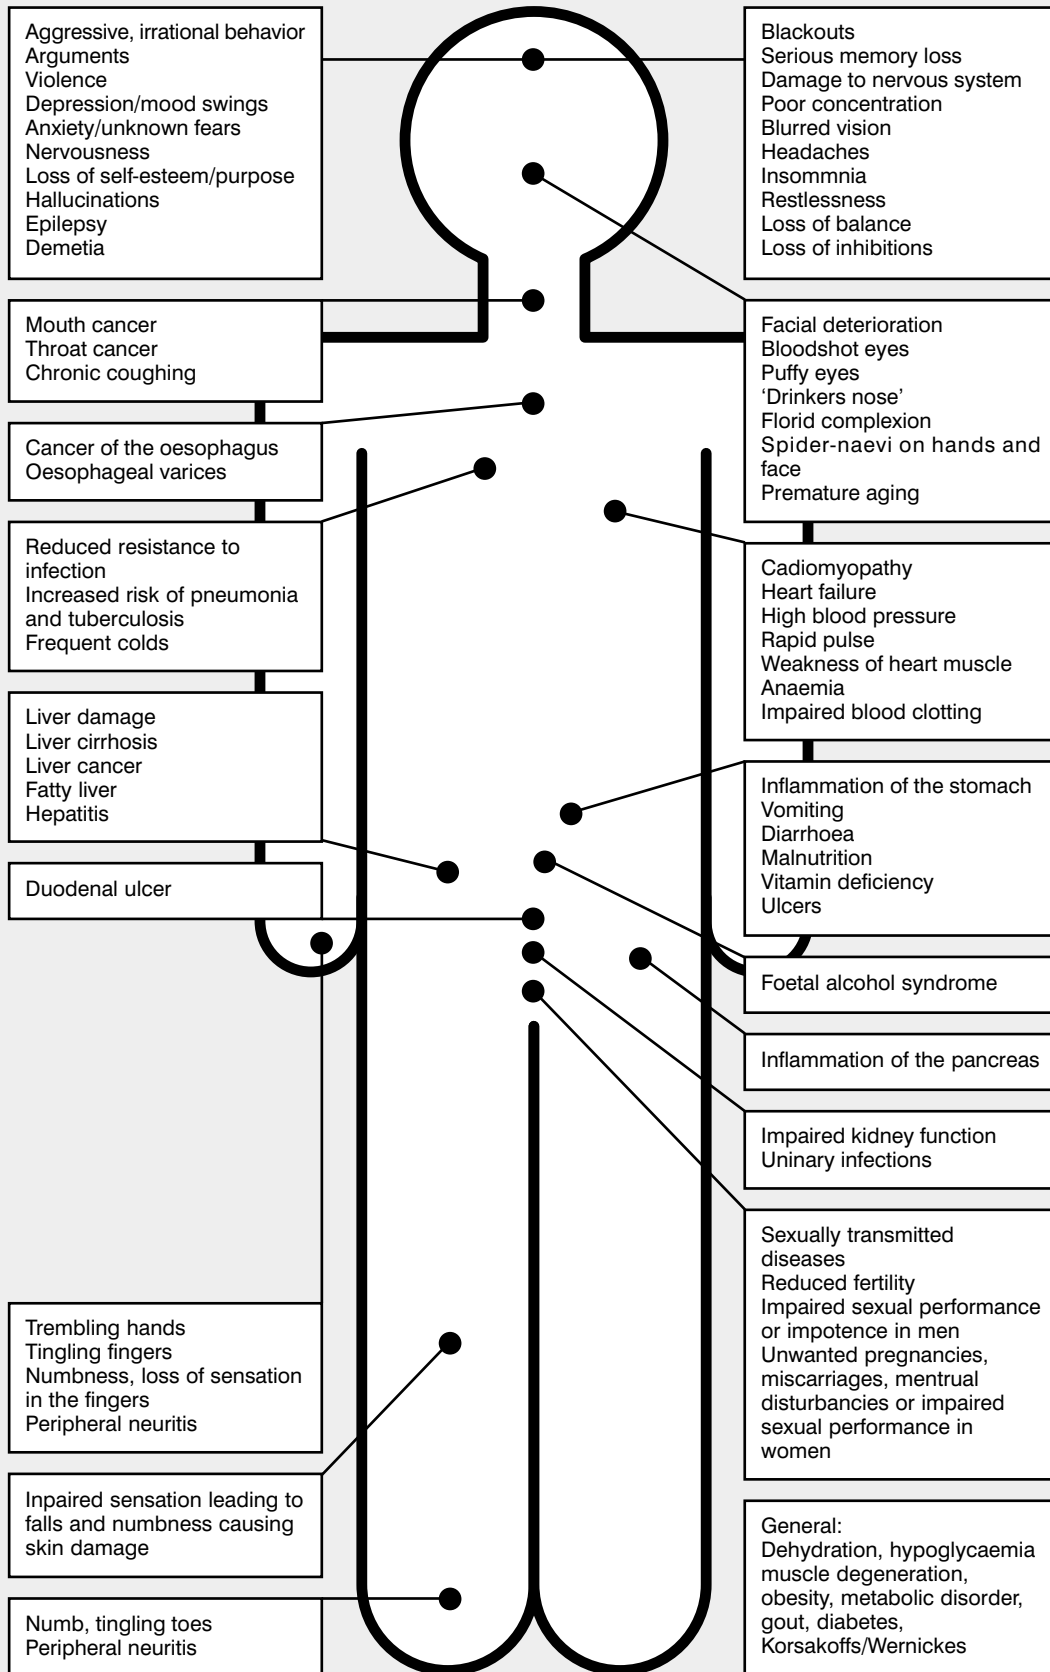 Aggressive, irrational behavior
Arguments
Violence
Depression/mood swings
Anxiety/unknown fears
Nervousness
Loss of self-esteem/purpose
Hallucinations
Epilepsy
Demetia
Mouth cancer
Throat cancer
Chronic coughing
Cancer of the oesophagus
Oesophageal varices
Reduced resistance to
infection
Increased risk of pneumonia
and tuberculosis
Frequent colds
Liver damage
Liver cirrhosis
Liver cancer
Fatty liver
Hepatitis
Duodenal ulcer
Trembling hands
Tingling fingers
Numbness, loss of sensation
in the fingers
Peripheral neuritis
Inpaired sensation leading to
falls and numbness causing
skin damage
Numb, tingling toes
Peripheral neuritis
Blackouts
Serious memory loss
Damage to nervous system
Poor concentration
Blurred vision
Headaches
Insommnia
Restlessness
Loss of balance
Loss of inhibitions
Facial deterioration
Bloodshot eyes
Puffy eyes
‘Drinkers nose’
Florid complexion
Spider-naevi on hands and
face
Premature aging
Cadiomyopathy
Heart failure
High blood pressure
Rapid pulse
Weakness of heart muscle
Anaemia
Impaired blood clotting
Inflammation of the stomach
Vomiting
Diarrhoea
Malnutrition
Vitamin deficiency
Ulcers
Foetal alcohol syndrome
Inflammation of the pancreas
Impaired kidney function
Uninary infections
Sexually transmitted
diseases
Reduced fertility
Impaired sexual performance
or impotence in men
Unwanted pregnancies,
miscarriages, mentrual
disturbancies or impaired
sexual performance in
women
General:
Dehydration, hypoglycaemia
muscle degeneration,
obesity, metabolic disorder,
gout, diabetes,
Korsakoffs/Wernickes